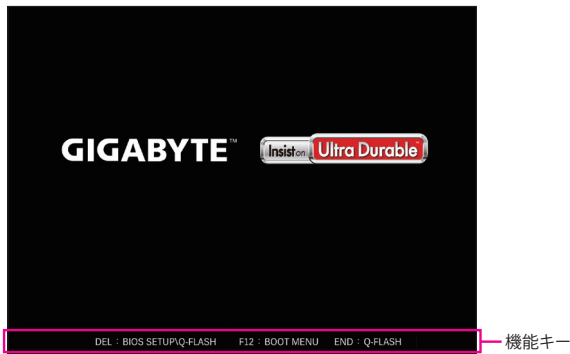 GIGABYTE™ Insist on Ultra Durable™
DEL : BIOS SETUP\Q-FLASH F12 : BOOT MENU END : Q-FLASH
機能キー